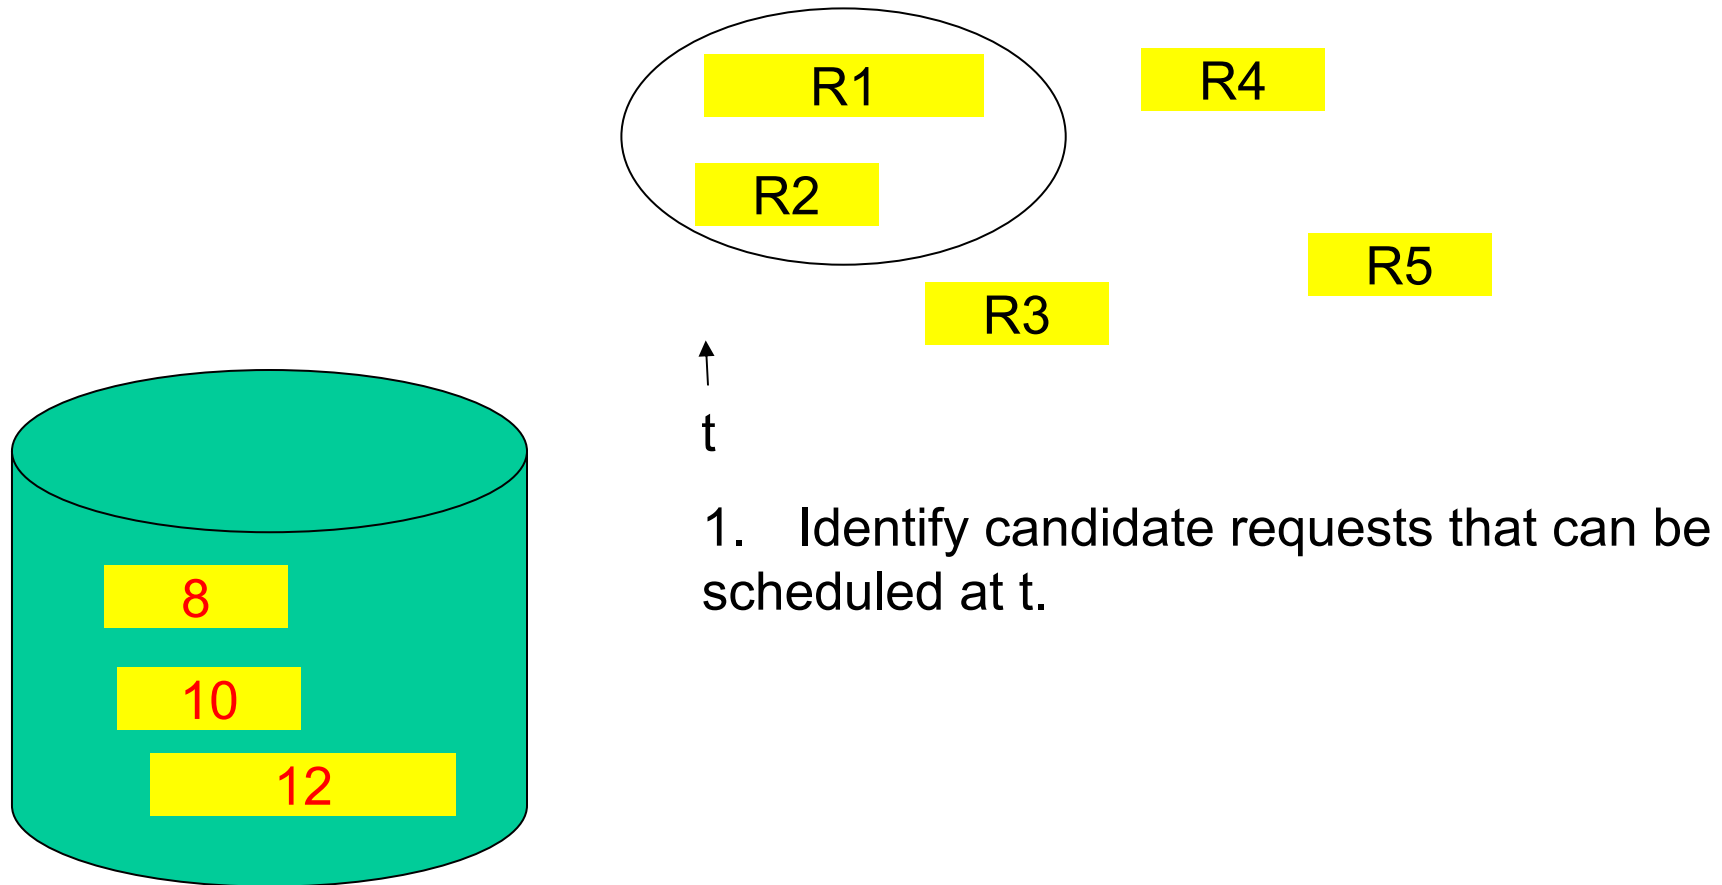 R1
R4
R2
R5
R3
t
1. Identify candidate requests that can be
scheduled at t.
8
10
12